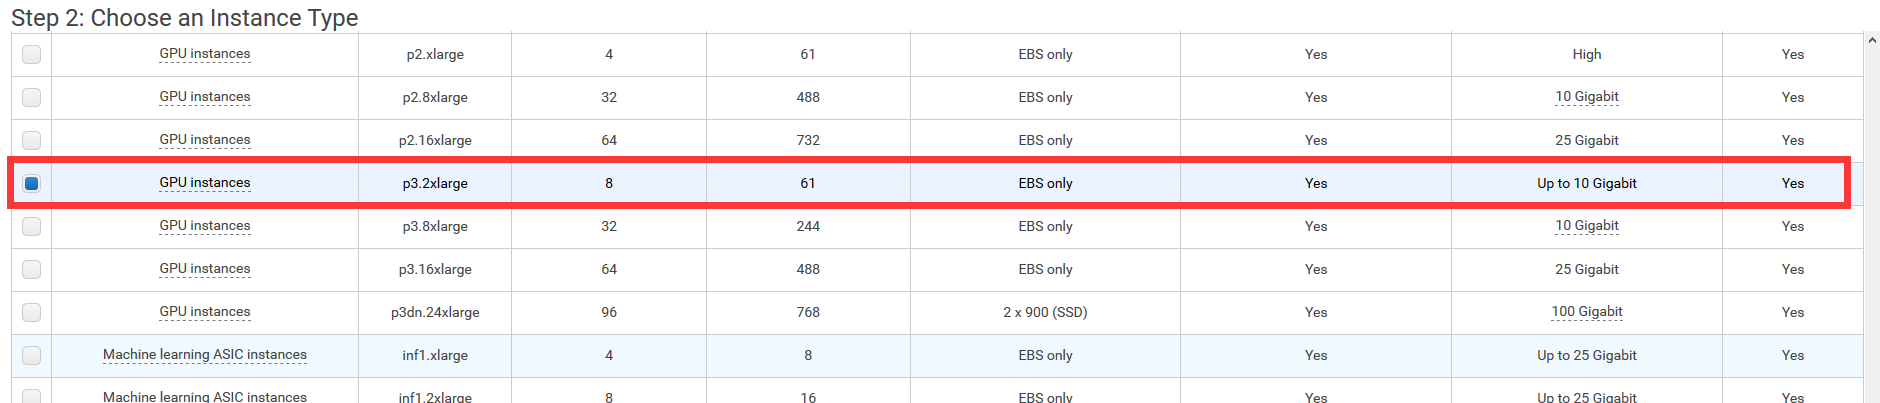 Step 2: Choose an Instance Type
GPU instances p2.xlarge 4 61 EBS only Yes High Yes
GPU instances p2.8xlarge 32 488 EBS only Yes 10 Gigabit Yes
GPU instances p2.16xlarge 64 732 EBS only Yes 25 Gigabit Yes
GPU instances p3.2xlarge 8 61 EBS only Yes Up to 10 Gigabit Yes
GPU instances p3.8xlarge 32 244 EBS only Yes 10 Gigabit Yes
GPU instances p3.16xlarge 64 488 EBS only Yes 25 Gigabit Yes
GPU instances p3dn.24xlarge 96 768 2 x 900 (SSD) Yes 100 Gigabit Yes
Machine learning ASIC instances inf1.xlarge 4 8 EBS only Yes Up to 25 Gigabit Yes
Machine learning ASIC instances inf1.2xlarge 8 16 EBS only Yes Up to 25 Gigabit Yes